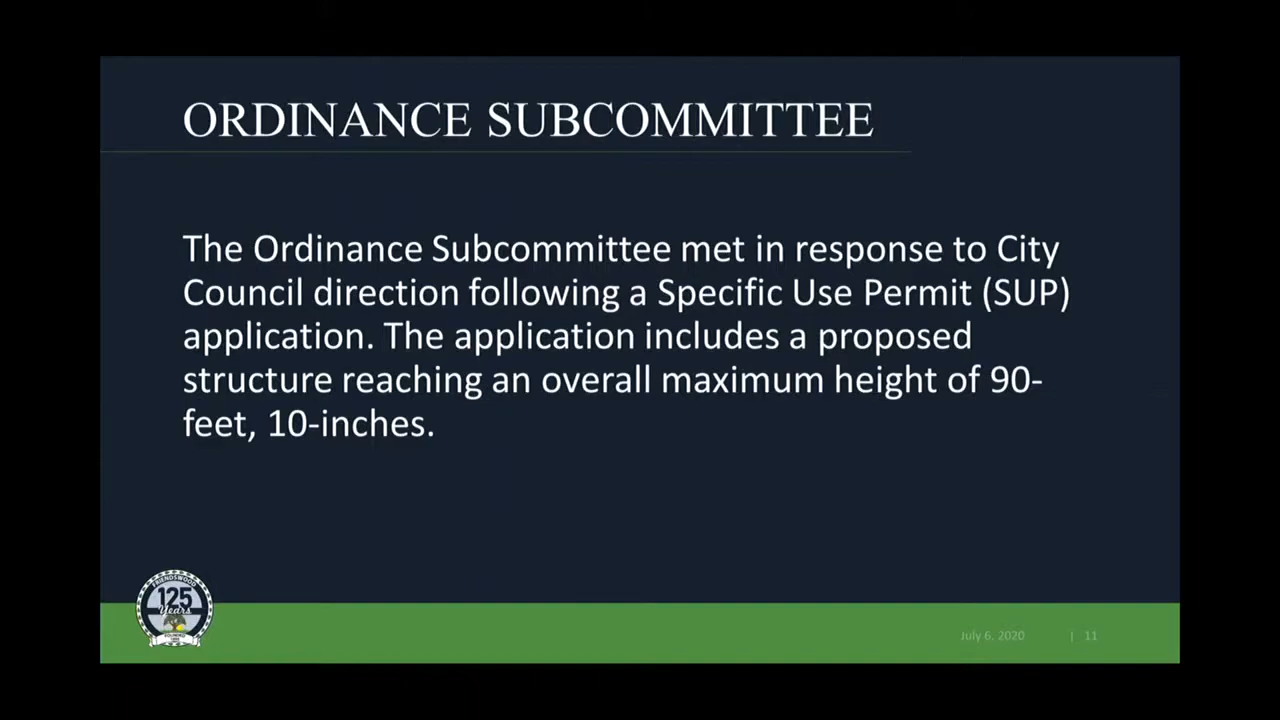 ORDINANCE SUBCOMMITTEE
The Ordinance Subcommittee met in response to City
Council direction following a Specific Use Permit (SUP)
application. The application includes a proposed
structure reaching an overall maximum height of 90-
feet, 10-inches.
FRIENDSWOOD
125
Years
July 6, 2020 | 11